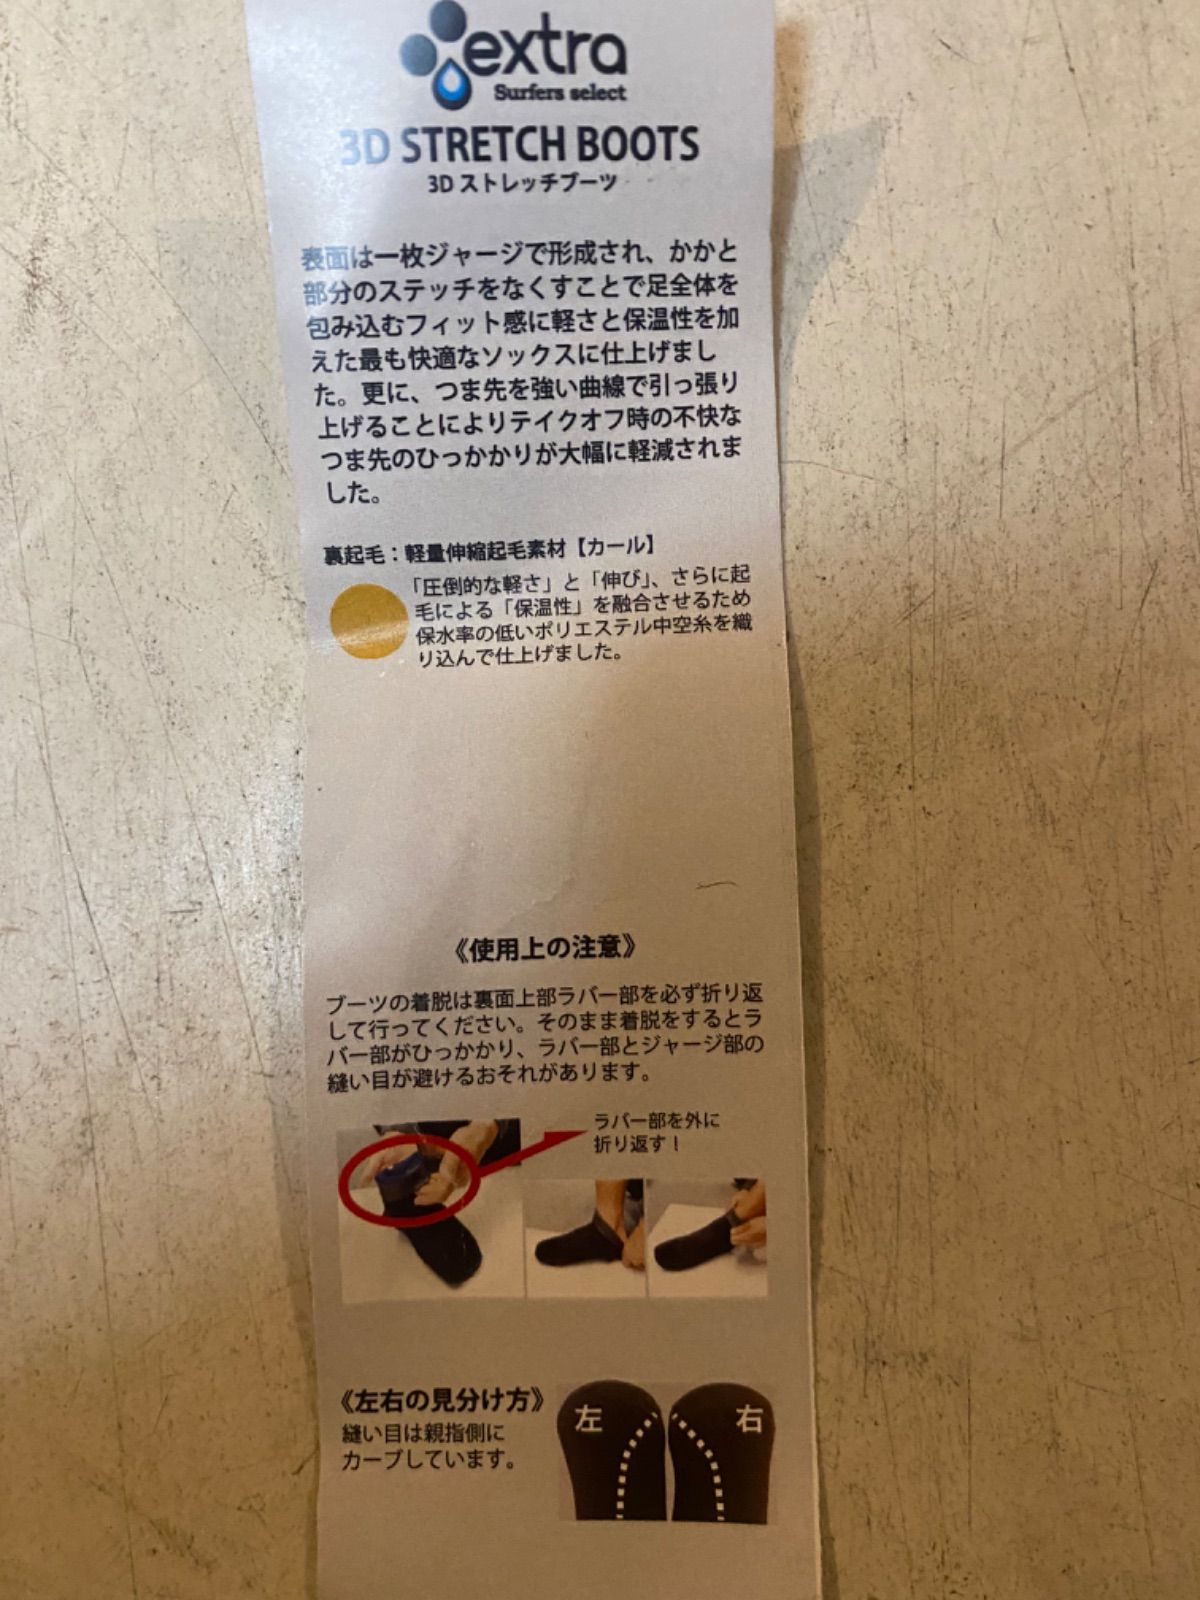 extra
Surfers select
3D STRETCH BOOTS
3D ストレッチブーツ
表面は一枚ジャージで形成され、かかと
部分のステッチをなくすことで足全体を
包み込むフィット感に軽さと保温性を加
えた最も快適なソックスに仕上げまし
た。更に、つま先を強い曲線で引っ張り
上げることによりテイクオフ時の不快な
つま先のひっかかりが大幅に軽減されま
した。
裏起毛：軽量伸縮起毛素材【カール】
「圧倒的な軽さ」と「伸び」、さらに起
毛による「保温性」を融合させるため
保水率の低いポリエステル中空糸を織
り込んで仕上げました。
《使用上の注意》
ブーツの着脱は裏面上部ラバー部を必ず折り返
して行ってください。そのまま着脱をするとラ
バー部がひっかかり、ラバー部とジャージ部の
縫い目が避けるおそれがあります。
ラバー部を外に
折り返す！
《左右の見分け方》
縫い目は親指側に
カーブしています。
左 右